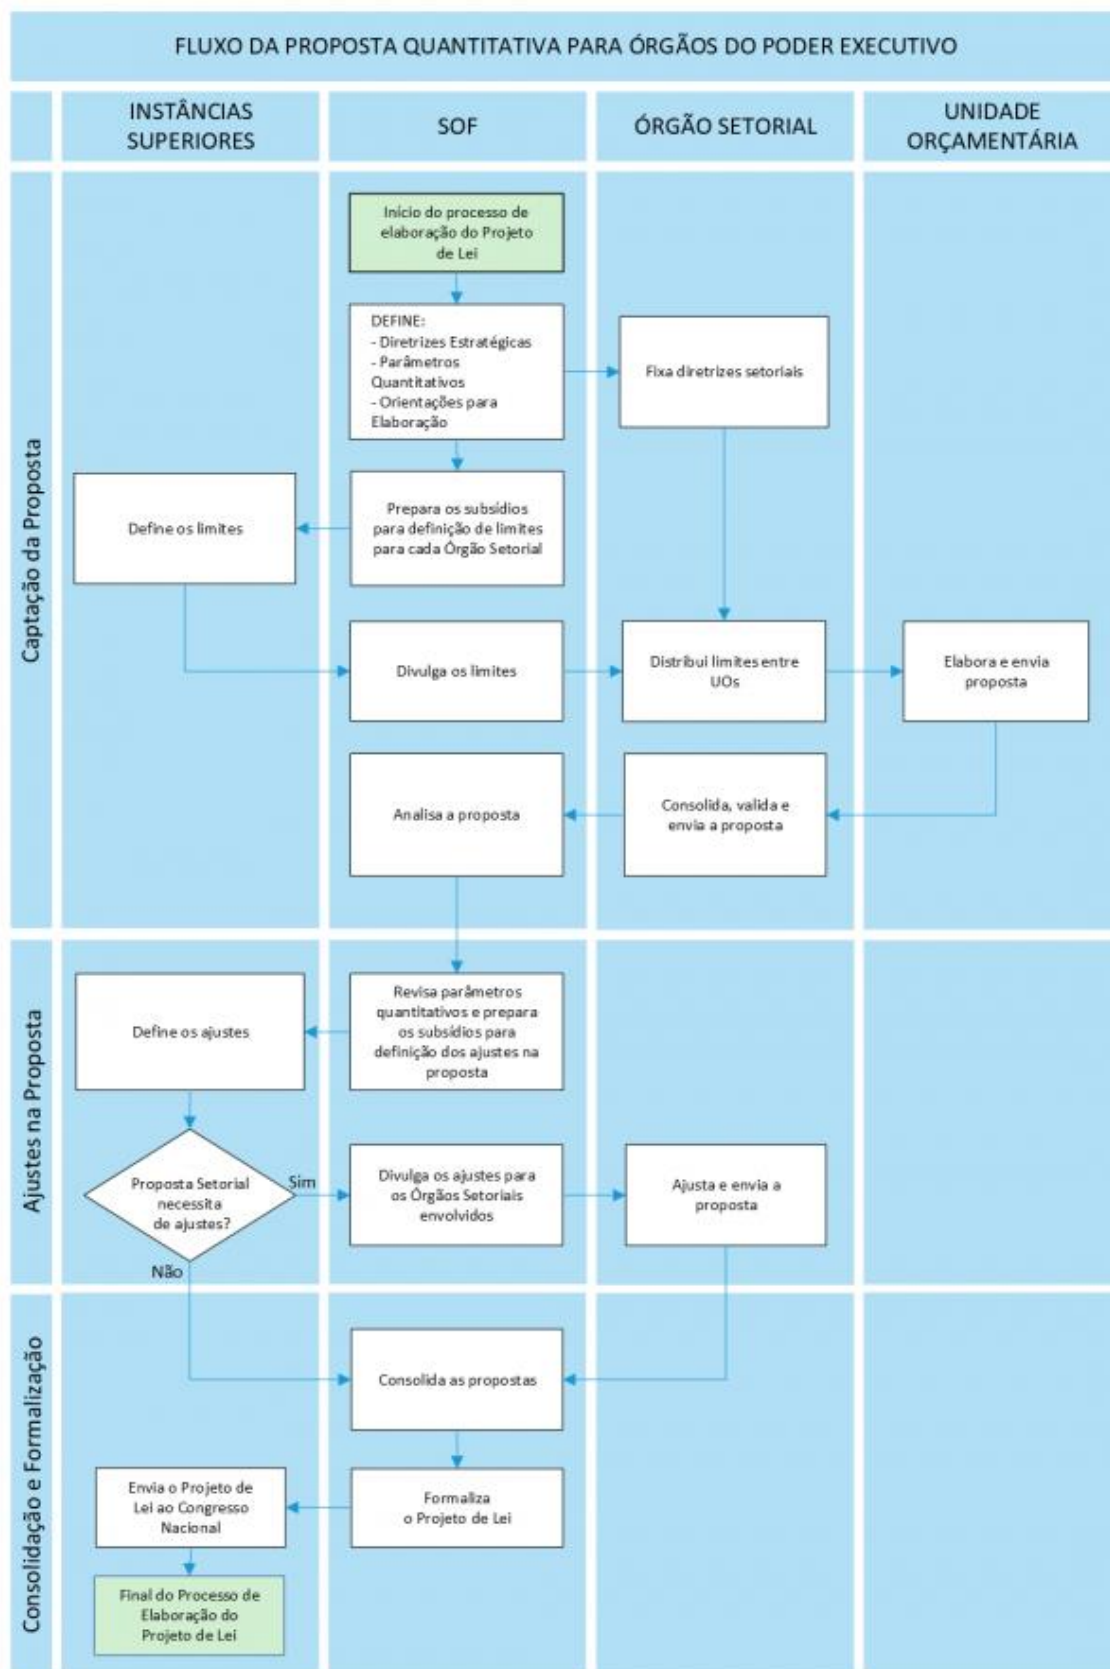 FLUXO DA PROPOSTA QUANTITATIVA PARA ÓRGÃOS DO PODER EXECUTIVO
INSTÂNCIAS
SUPERIORES
SOF
ÓRGÃO SETORIAL
UNIDADE
ORÇAMENTÁRIA
Captação da Proposta
Início do processo de
elaboração do Projeto
de Lei
DEFINE:
- Diretrizes Estratégicas
- Parâmetros
Quantitativos
- Orientações para
Elaboração
Fixa diretrizes setoriais
Define os limites
Prepara os subsídios
para definição de limites
para cada Órgão Setorial
Divulga os limites
Distribui limites entre
UOs
Elabora e envia
proposta
Analisa a proposta
Consolida, valida e
envia a proposta
Ajustes na Proposta
Define os ajustes
Revisa parâmetros
quantitativos e prepara
os subsídios para
definição dos ajustes na
proposta
Proposta Setorial
necessita
de ajustes?
Sim
Não
Divulga os ajustes para
os Órgãos Setoriais
envolvidos
Ajusta e envia a
proposta
Consolidação e Formalização
Consolida as propostas
Envia o Projeto de
Lei ao Congresso
Nacional
Formaliza
o Projeto de Lei
Final do Processo de
Elaboração do
Projeto de Lei